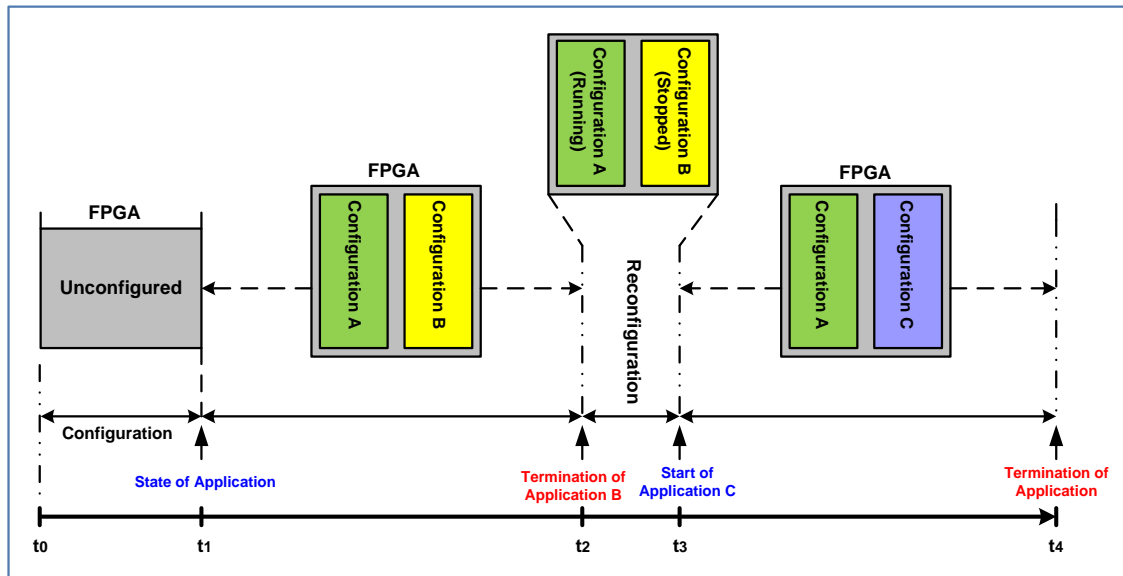 Configuration A
(Running)
Configuration B
(Stopped)
FPGA
FPGA
FPGA
Unconfigured
Configuration A
Configuration B
Reconfiguration
Configuration A
Configuration C
Configuration
State of Application
Termination of
Application B
Start of
Application C
Termination of
Application
t0
t1
t2
t3
t4